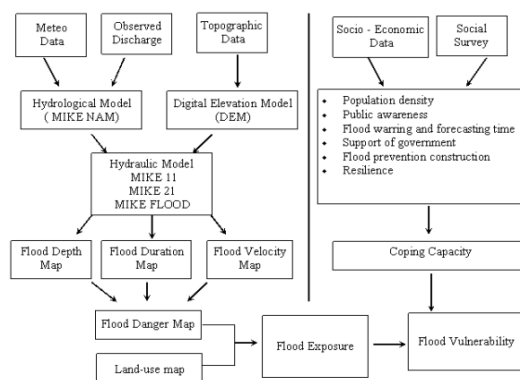 Meteo
Data
Observed
Discharge
Topographic
Data
Hydrological Model
( MIKE NAM)
Digital Elevation Model
(DEM)
Hydraulic Model
MIKE 11
MIKE 21
MIKE FLOOD
Flood Depth
Map
Flood Duration
Map
Flood Velocity
Map
Flood Danger Map
Land-use map
Flood Exposure
Socio - Economic
Data
Social
Survey
• Population density
• Public awareness
• Flood warring and forecasting time
• Support of government
• Flood prevention construction
• Resilience
Coping Capacity
Flood Vulnerability